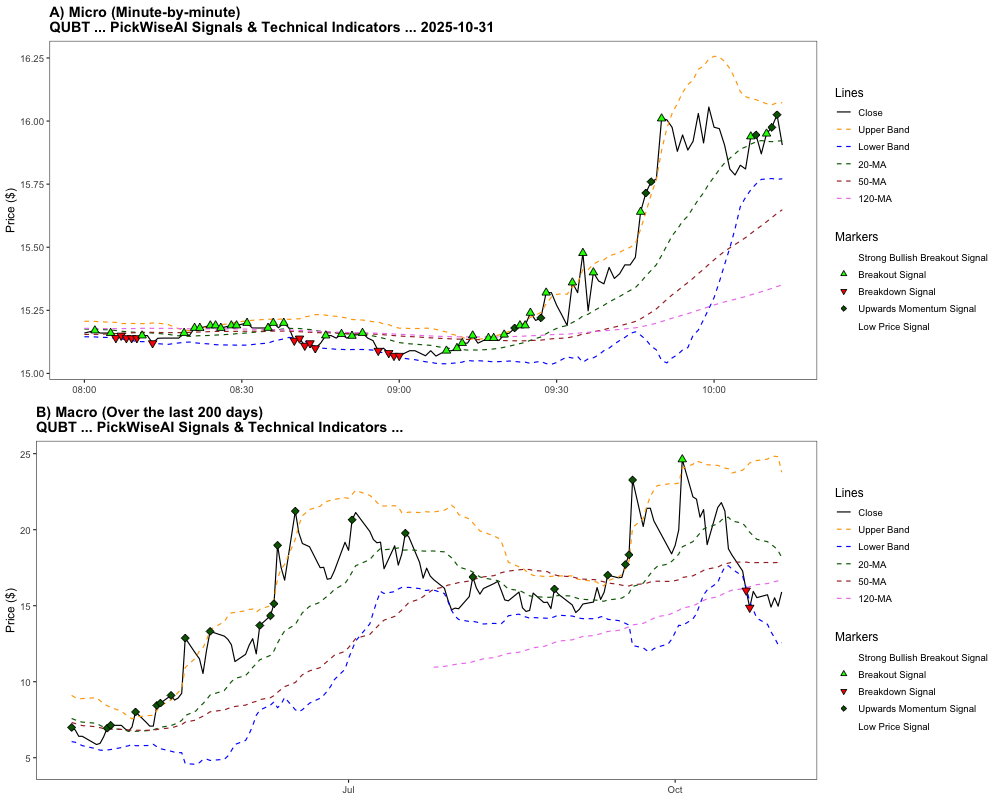 A) Micro (Minute-by-minute)
QUBT ... PickWiseAI Signals & Technical Indicators ... 2025-10-31
Price ($)
16.25
16.00
15.75
15.50
15.25
15.00
08:00
08:30
09:00
09:30
10:00
Lines
Close
Upper Band
Lower Band
20-MA
50-MA
120-MA
Markers
Strong Bullish Breakout Signal
Breakout Signal
Breakdown Signal
Upwards Momentum Signal
Low Price Signal
B) Macro (Over the last 200 days)
QUBT ... PickWiseAI Signals & Technical Indicators ...
Price ($)
25
20
15
10
5
Jul
Oct
Lines
Close
Upper Band
Lower Band
20-MA
50-MA
120-MA
Markers
Strong Bullish Breakout Signal
Breakout Signal
Breakdown Signal
Upwards Momentum Signal
Low Price Signal